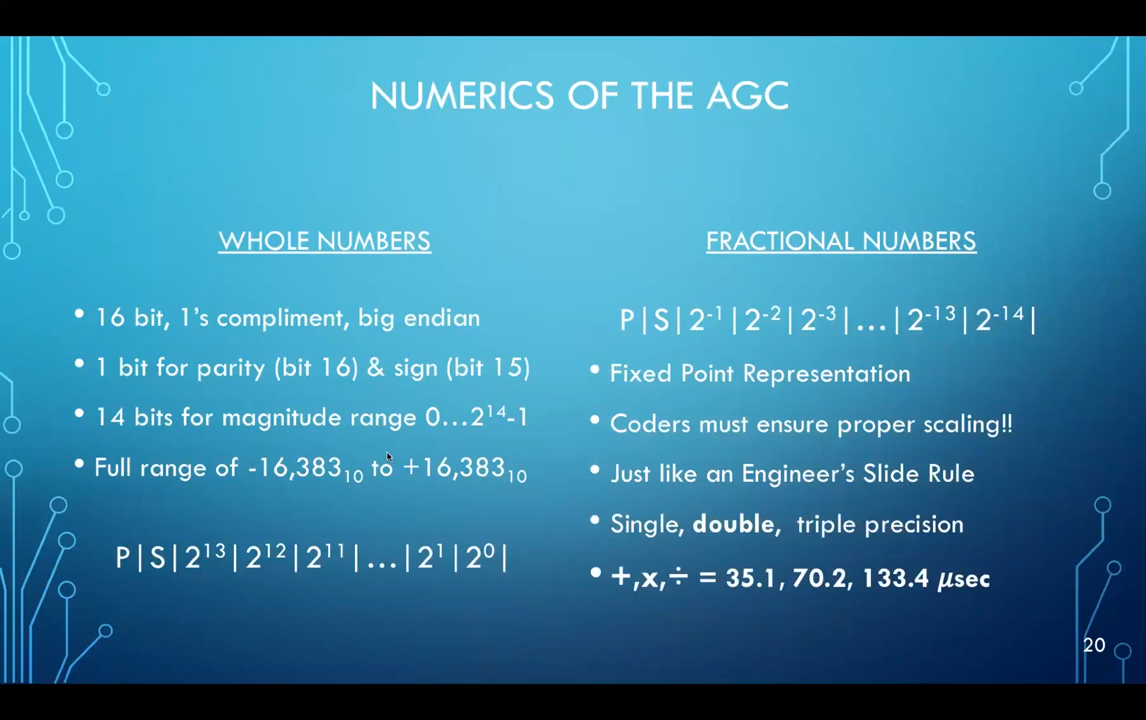 NUMERICS OF THE AGC
WHOLE NUMBERS
• 16 bit, 1's compliment, big endian
• 1 bit for parity (bit 16) & sign (bit 15)
• 14 bits for magnitude range 0…2¹⁴-1
• Full range of -16,383₁₀ to +16,383₁₀
P|S|2¹³|2¹²|2¹¹|…|2¹|2⁰|
FRACTIONAL NUMBERS
P|S|2⁻¹|2⁻²|2⁻³|…|2⁻¹³|2⁻¹⁴|
• Fixed Point Representation
• Coders must ensure proper scaling!!
• Just like an Engineer's Slide Rule
• Single, double, triple precision
• +,x,÷ = 35.1, 70.2, 133.4 μsec
20